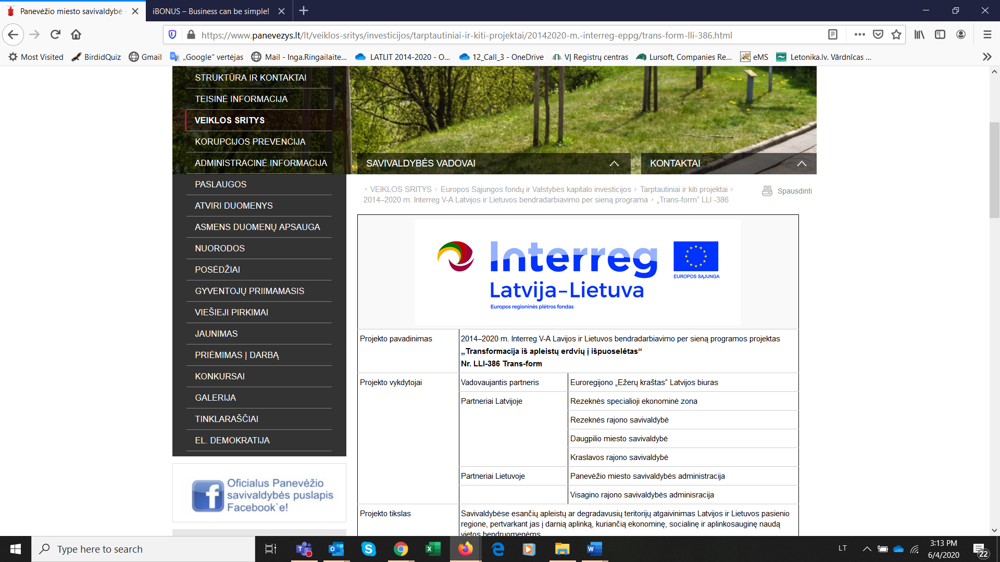 Panevėžio miesto savivaldybė -
iBONUS – Business can be simple!
https://www.panevezys.lt/lt/veiklos-sritys/investicijos/tarptautiniai-ir-kiti-projektai/20142020-m.-interreg-eppg/trans-form-lli-386.html
Most Visited
BirdidQuiz
Gmail
„Google“ vertėjas
Mail - Inga.Ringailaite...
LATLIT 2014-2020 - O...
12_Call_3 - OneDrive
VĮ Registrų centras
Lursoft, Companies Re...
eMS
Letonika.lv. Vārdnīcas ...
STRUKTŪRA IR KONTAKTAI
TEISINĖ INFORMACIJA
VEIKLOS SRITYS
KORUPCIJOS PREVENCIJA
ADMINISTRACINĖ INFORMACIJA
PASLAUGOS
ATVIRI DUOMENYS
ASMENS DUOMENŲ APSAUGA
NUORODOS
POSĖDŽIAI
GYVENTOJŲ PRIIMAMASIS
VIEŠIEJI PIRKIMAI
JAUNIMAS
PRIĖMIMAS Į DARBĄ
KONKURSAI
GALERIJA
TINKLARAŠČIAI
EL. DEMOKRATIJA
Oficialus Panevėžio
savivaldybės puslapis
Facebook`e!
SAVIVALDYBĖS VADOVAI
KONTAKTAI
› VEIKLOS SRITYS › Europos Sąjungos fondų ir Valstybės kapitalo investicijos › Tarptautiniai ir kiti projektai ›
2014–2020 m. Interreg V-A Latvijos ir Lietuvos bendradarbiavimo per sieną programa › „Trans-form“ LLI -386
Spausdinti
Interreg
Latvija-Lietuva
Europos regioninės plėtros fondas
EUROPOS SĄJUNGA
Projekto pavadinimas
2014–2020 m. Interreg V-A Lavijos ir Lietuvos bendradarbiavimo per sieną programos projektas
„Transformacija iš apleistų erdvių į išpuoselėtas“
Nr. LLI-386 Trans-form
Projekto vykdytojai
Vadovaujantis partneris
Euroregijono „Ežerų kraštas“ Latvijos biuras
Partneriai Latvijoje
Rezeknės specialioji ekonominė zona
Rezeknės rajono savivaldybė
Daugpilio miesto savivaldybė
Kraslavos rajono savivaldybė
Partneriai Lietuvoje
Panevėžio miesto savivaldybės administracija
Visagino rajono savivaldybės adminisracija
Projekto tikslas
Savivaldybėse esančių apleistų ar degradavusių teritorijų atgaivinimas Latvijos ir Lietuvos pasienio
regione, pertvarkant jas į darnią aplinką, kuriančią ekonominę, socialinę ir aplinkosauginę naudą
vietos bendruomenėms
Type here to search
LT
3:13 PM
6/4/2020
22